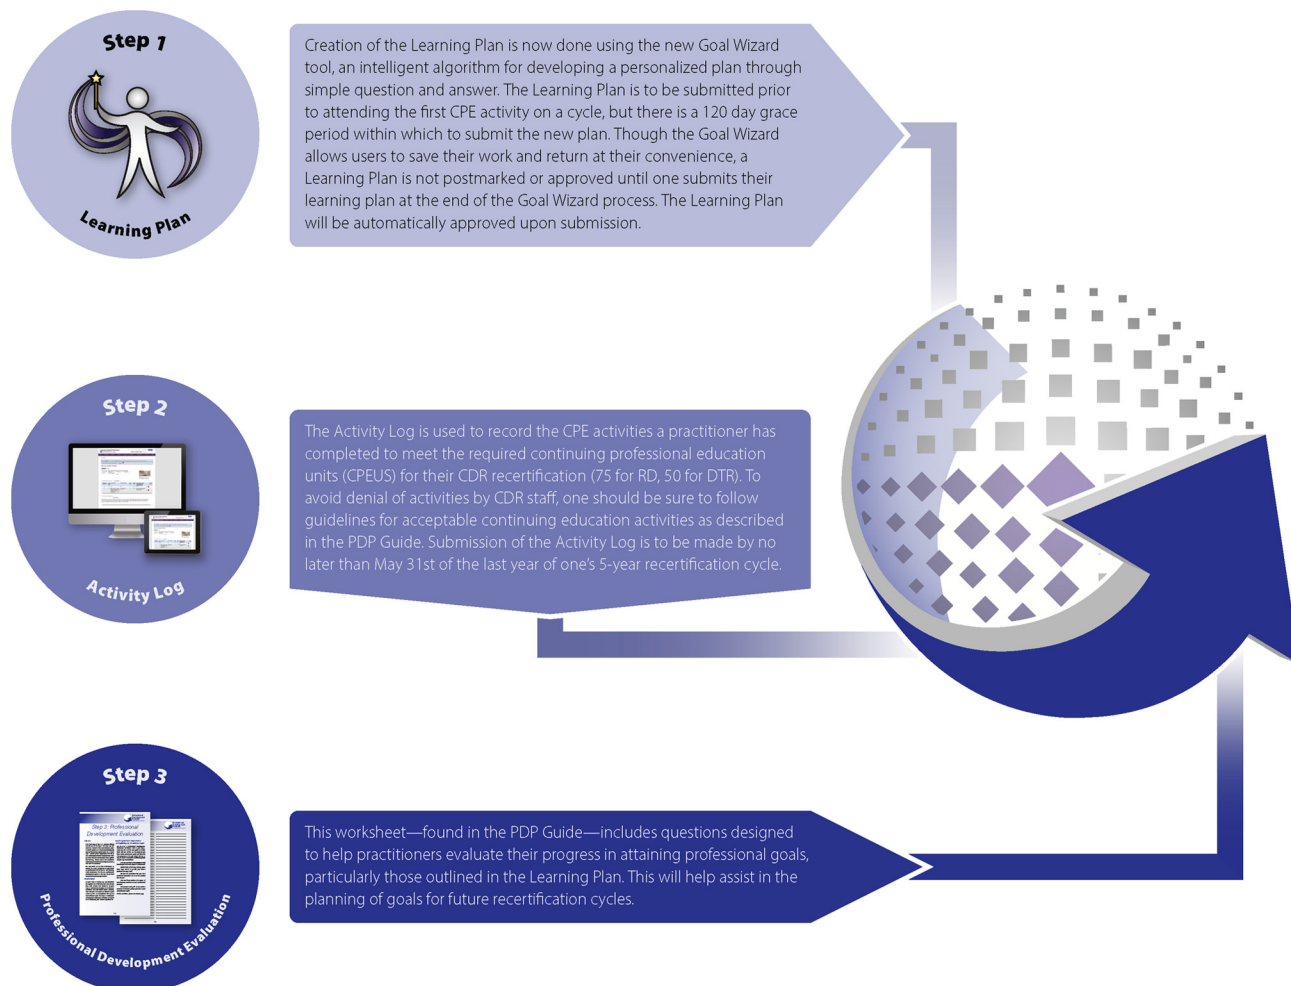 Step 1
Learning Plan
Creation of the Learning Plan is now done using the new Goal Wizard
tool, an intelligent algorithm for developing a personalized plan through
simple question and answer. The Learning Plan is to be submitted prior
to attending the first CPE activity on a cycle, but there is a 120 day grace
period within which to submit the new plan. Though the Goal Wizard
allows users to save their work and return at their convenience, a
Learning Plan is not postmarked or approved until one submits their
learning plan at the end of the Goal Wizard process. The Learning Plan
will be automatically approved upon submission.
Step 2
Activity Log
The Activity Log is used to record the CPE activities a practitioner has
completed to meet the required continuing professional education
units (CPEUS) for their CDR recertification (75 for RD, 50 for DTR). To
avoid denial of activities by CDR staff, one should be sure to follow
guidelines for acceptable continuing education activities as described
in the PDP Guide. Submission of the Activity Log is to be made by no
later than May 31st of the last year of one's 5-year recertification cycle.
Step 3
Step 3: Professional
Development Evaluation
Professional Development Evaluation
This worksheet—found in the PDP Guide—includes questions designed
to help practitioners evaluate their progress in attaining professional goals,
particularly those outlined in the Learning Plan. This will help assist in the
planning of goals for future recertification cycles.